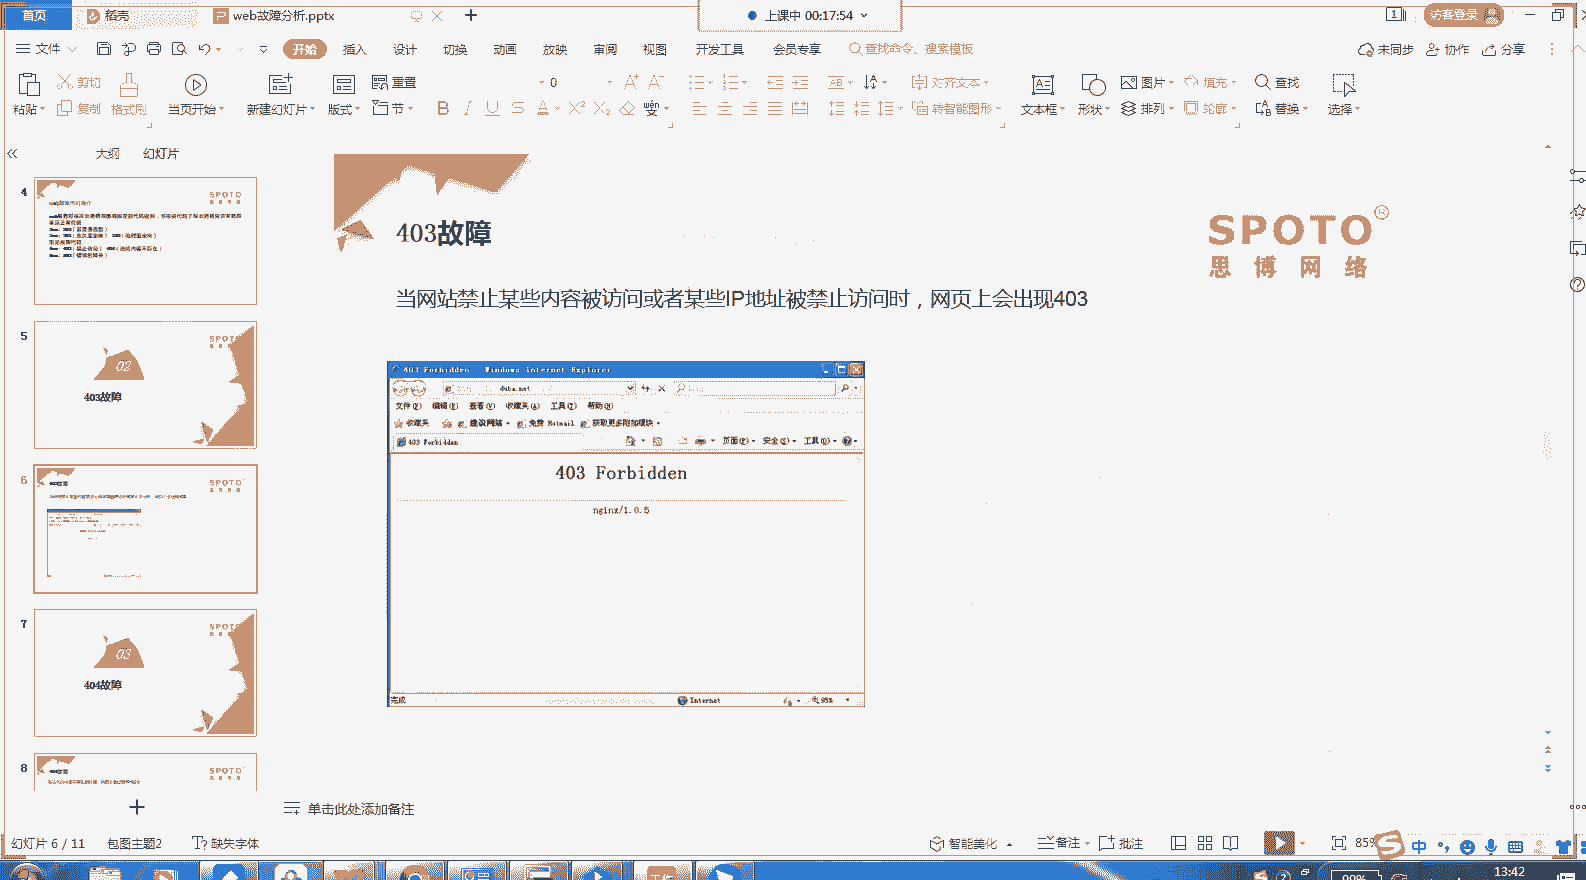 首页 稻壳 web故障分析.pptx 上课中 00:17:54 1 访客登录
文件 开始 插入 设计 切换 动画 放映 审阅 视图 开发工具 会员专享 查找命令、搜索模板 未同步 协作 分享
粘贴 剪切 复制 格式刷 当页开始 新建幻灯片 版式 重置 节 0 对齐文本 转智能图形 文本框 形状 图片 排列 填充 轮廓 查找 替换 选择
大纲 幻灯片
4
SPOTO
5
02
403故障
6
SPOTO
7
03
404故障
8
SPOTO
403故障
SPOTO®
思博网络
当网站禁止某些内容被访问或者某些IP地址被禁止访问时，网页上会出现403
403 Forbidden - Windows Internet Explorer
duba.net
文件(F) 编辑(E) 查看(V) 收藏夹(A) 工具(T) 帮助(H)
收藏夹 建议网站 免费 Hotmail 获取更多附加模块
403 Forbidden 页面(P) 安全(S) 工具(O)
403 Forbidden
nginx/1.0.5
完成 Internet 95%
单击此处添加备注
幻灯片 6 / 11 包图主题2 缺失字体 智能美化 备注 批注 85% 中
13:42